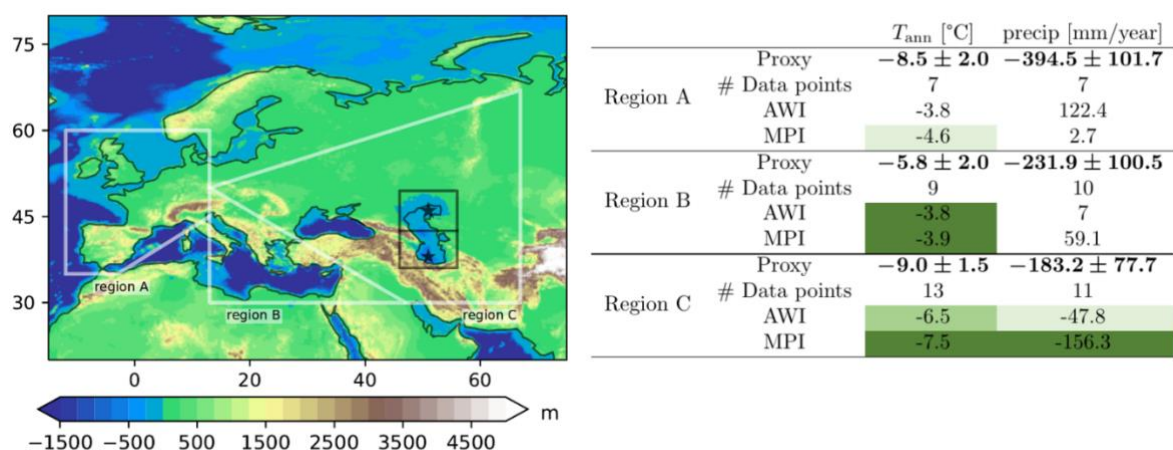 75
60
45
30
region A
region B
region C
0 20 40 60
m
−1500 −500 500 1500 2500 3500 4500
T_ann [°C] precip [mm/year]
Region A
Proxy −8.5 ± 2.0 −394.5 ± 101.7
# Data points 7 7
AWI -3.8 122.4
MPI -4.6 2.7
Region B
Proxy −5.8 ± 2.0 −231.9 ± 100.5
# Data points 9 10
AWI -3.8 7
MPI -3.9 59.1
Region C
Proxy −9.0 ± 1.5 −183.2 ± 77.7
# Data points 13 11
AWI -6.5 -47.8
MPI -7.5 -156.3